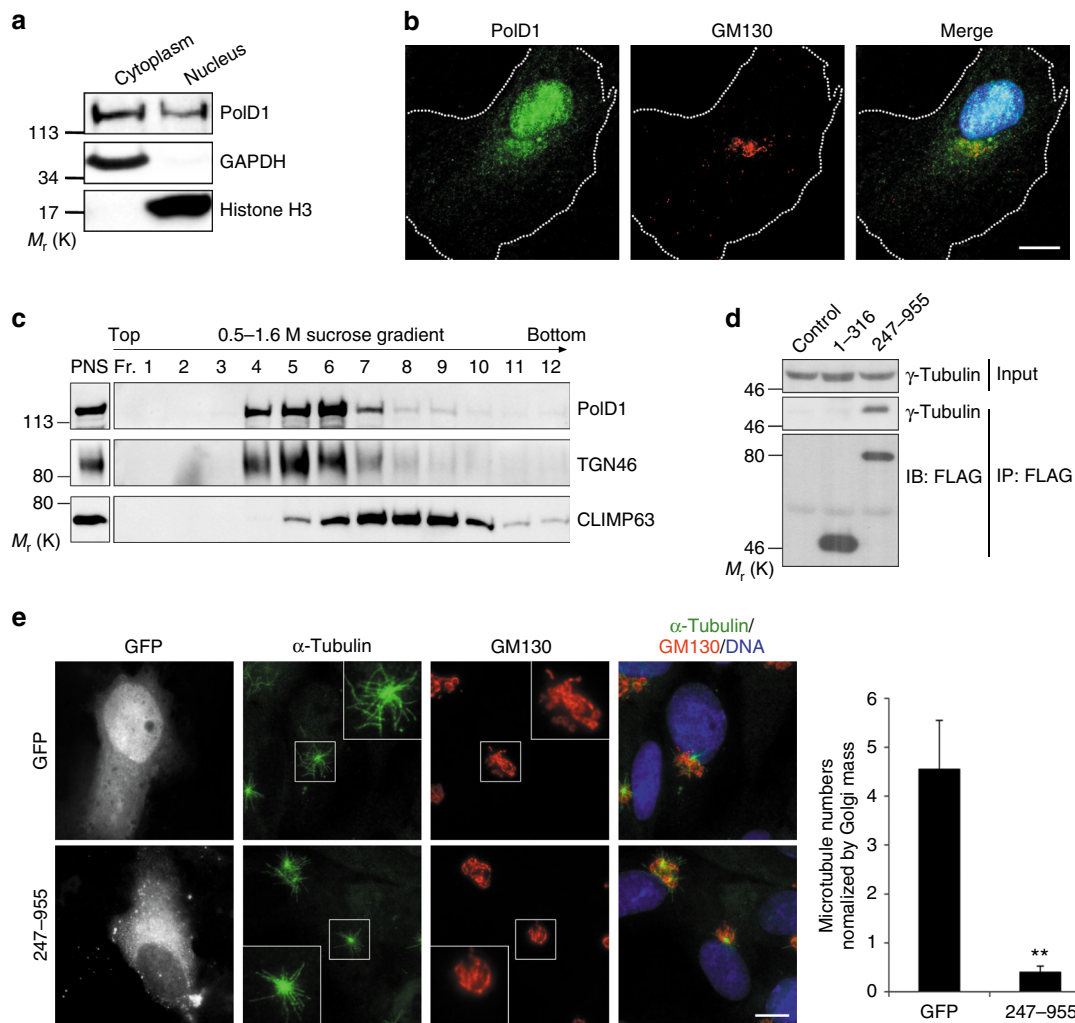 a
Cytoplasm Nucleus
PolD1
113
GAPDH
34
Histone H3
17
Mr (K)
b
PolD1 GM130 Merge
c
Top 0.5–1.6 M sucrose gradient Bottom
PNS Fr. 1 2 3 4 5 6 7 8 9 10 11 12
PolD1
113
TGN46
80
80
CLIMP63
Mr (K)
d
Control 1–316 247–955
γ-Tubulin Input
46
γ-Tubulin
46
80
IB: FLAG IP: FLAG
46
Mr (K)
e
GFP α-Tubulin GM130 α-Tubulin/
GM130/DNA
GFP
247–955
Microtubule numbers
nomalized by Golgi mass
6
5
4
3
2
1
0
**
GFP 247–955